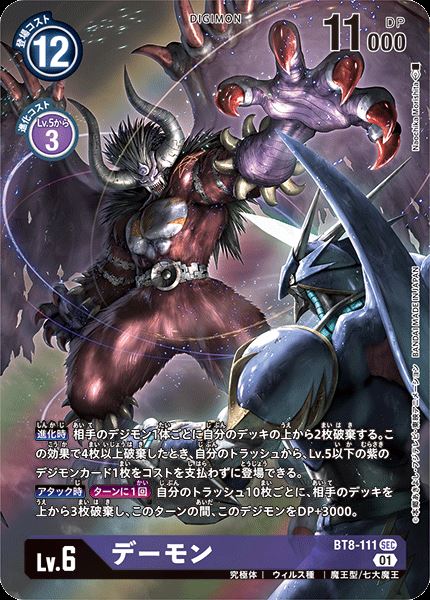 登場コスト
12
DIGIMON
11000
DP
進化コスト
Lv.5から
3
Naochika Morishita
BANDAI MADE IN JAPAN
進化時 相手のデジモン1体ごとに自分のデッキの上から2枚破棄する。こ
の効果で4枚以上破棄したとき、自分のトラッシュから、Lv.5以下の紫の
デジモンカード1枚をコストを支払わずに登場できる。
アタック時 ターンに1回 自分のトラッシュ10枚ごとに、相手のデッキを
上から3枚破棄し、このターンの間、このデジモンをDP+3000。
Lv.6
デーモン
BT8-111 SEC
01
究極体 | ウィルス種 | 魔王型/七大魔王